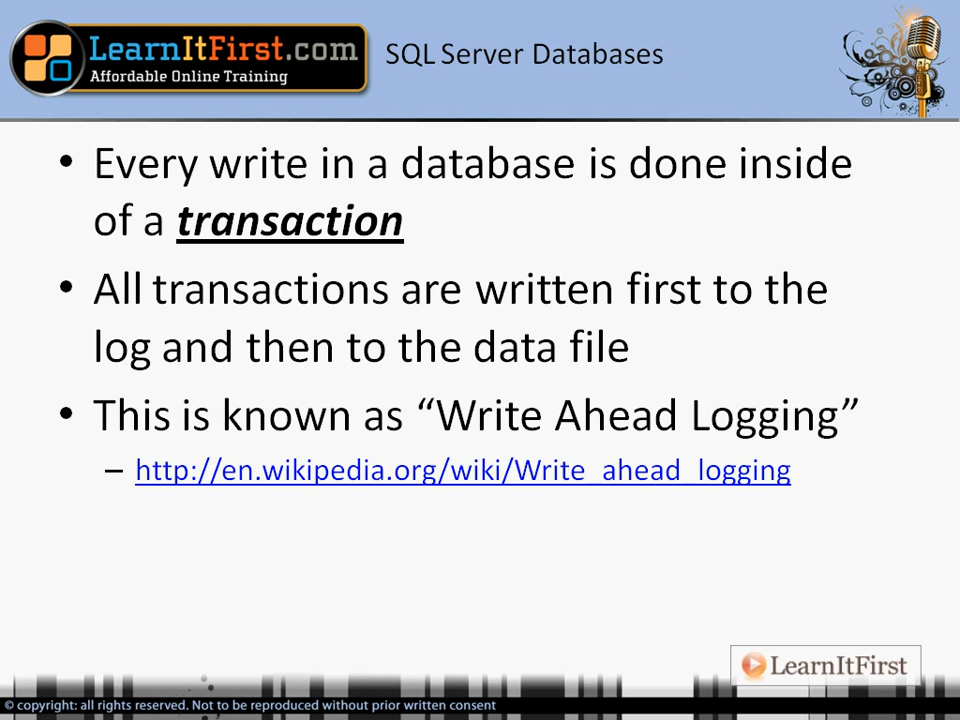 LearnItFirst.com
Affordable Online Training
SQL Server Databases
• Every write in a database is done inside
of a transaction
• All transactions are written first to the
log and then to the data file
• This is known as “Write Ahead Logging”
– http://en.wikipedia.org/wiki/Write_ahead_logging
LearnItFirst
© copyright: all rights reserved. Not to be reproduced without prior written consent